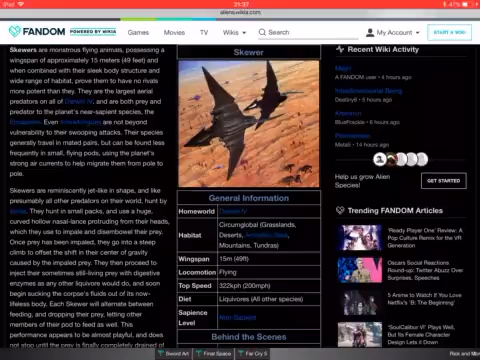 iPad
21:37
47%
aliens.wikia.com
FANDOM
POWERED BY WIKIA
Games
Movies
TV
Wikis
Search
My Account
START A WIKI
Skewers are monstrous flying animals, possessing a
wingspan of approximately 15 meters (49 feet) and
when combined with their sleek body structure and
wide range of habitat, prove them to have no rivals
more potent than they. They are the largest aerial
predators on all of Darwin IV, and are both prey and
predator to the planet's near-sapient species, the
Eosapiens. Even
are not beyond
vulnerability to their swooping attacks. Their species
generally travel in mated pairs, but can be found less
frequently in small, flying pods, using the planet's
strong air currents to help migrate them from pole to
pole.
Skewers are reminiscently jet-like in shape, and like
presumably all other predators on their world, hunt
by
They hunt in small packs, and use a huge,
curved hollow nasal-lance protruding from their heads,
which they use to impale and disembowel their prey.
Once prey has been impaled, they go into a steep
climb to offset the shift in their center of gravity
caused by the impaled prey. They then proceed to
inject their sometimes still-living prey with digestive
enzymes as any other liquivore would do, and soon
begin sucking the corpse's fluids out of its now-
lifeless body. Each Skewer will alternate between
feeding, and dropping their prey, letting other
members of their pod to feed as well. This
performance appears to be almost playful, and does
not stop until the prey is finally completely drained of
Skewer
General Information
Homeworld
Darwin IV
Habitat
Circumglobal (Grasslands,
Deserts,
Mountains, Tundras)
Wingspan
15m (49ft)
Locomotion
Flying
Top Speed
322kph (200mph)
Diet
Liquivores (All other species)
Sapience
Level
Non-Sapient
Behind the Scenes
Recent Wiki Activity
A FANDOM user • 4 hours ago
Interdimensional Being
Destiny6 • 5 hours ago
BlueFrackle • 6 hours ago
Metali • 14 hours ago
Help us grow Alien
Species!
GET STARTED
Trending FANDOM Articles
'Ready Player One' Review: A
Pop Culture Remix for the VR
Generation
Oscars Social Reactions
Round-up: Twitter Abuzz Over
Surprises, Speeches
5 Anime to Watch if You Love
Netflix's 'B: The Beginning'
'SoulCalibur VI' Plays Well,
But Its Female Character
Design Lets It Down
Sword Art
Final Space
Far Cry 5
Rick and Mor